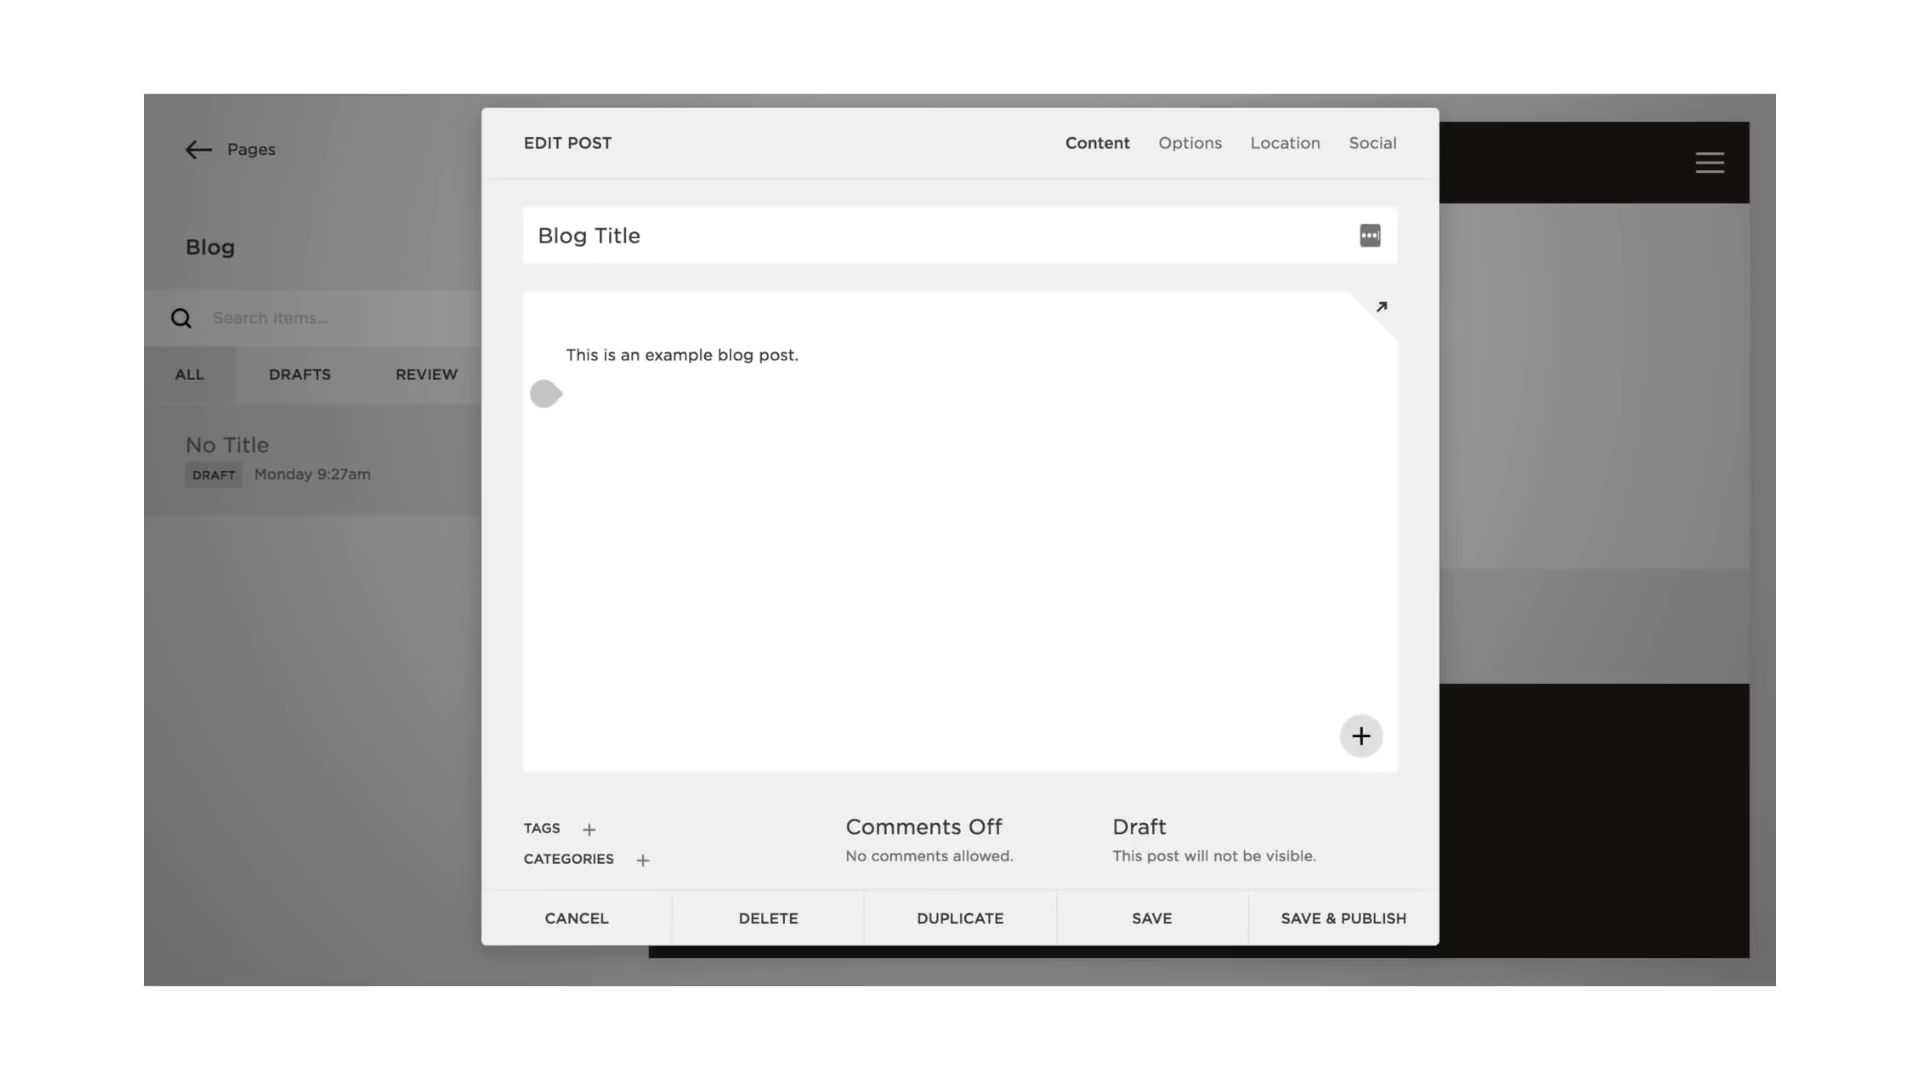 Pages
Blog
Search items...
ALL DRAFTS REVIEW
No Title
DRAFT Monday 9:27am
EDIT POST
Content Options Location Social
Blog Title
This is an example blog post.
TAGS +
CATEGORIES +
Comments Off
No comments allowed.
Draft
This post will not be visible.
CANCEL DELETE DUPLICATE SAVE SAVE & PUBLISH